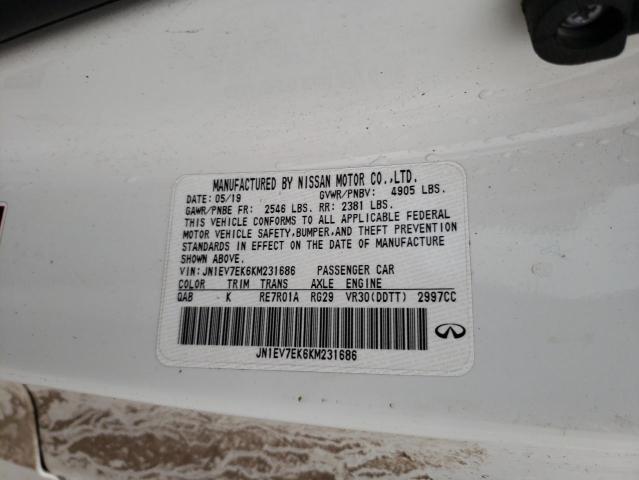 MANUFACTURED BY NISSAN MOTOR CO.,LTD.
DATE: 05/19 GVWR/PNBV: 4905 LBS.
GAWR/PNBE FR: 2546 LBS. RR: 2381 LBS.
THIS VEHICLE CONFORMS TO ALL APPLICABLE FEDERAL
MOTOR VEHICLE SAFETY,BUMPER,AND THEFT PREVENTION
STANDARDS IN EFFECT ON THE DATE OF MANUFACTURE
SHOWN ABOVE.
VIN: JN1EV7EK6KM231686 PASSENGER CAR
COLOR TRIM TRANS AXLE ENGINE
QAB K RE7R01A RG29 VR30(DDTT) 2997CC
JN1EV7EK6KM231686